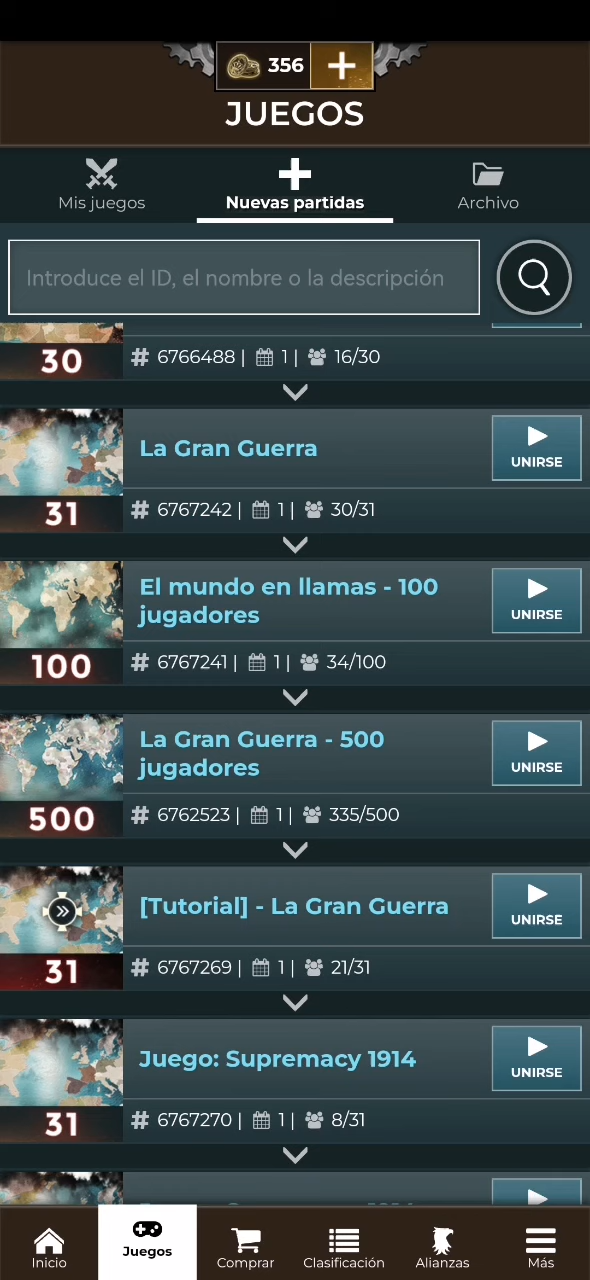 356
JUEGOS
Mis juegos
Nuevas partidas
Archivo
Introduce el ID, el nombre o la descripción
30
# 6766488 | 1 | 16/30
La Gran Guerra
UNIRSE
31
# 6767242 | 1 | 30/31
El mundo en llamas - 100
jugadores
UNIRSE
100
# 6767241 | 1 | 34/100
La Gran Guerra - 500
jugadores
UNIRSE
500
# 6762523 | 1 | 335/500
[Tutorial] - La Gran Guerra
UNIRSE
31
# 6767269 | 1 | 21/31
Juego: Supremacy 1914
UNIRSE
31
# 6767270 | 1 | 8/31
Inicio
Juegos
Comprar
Clasificación
Alianzas
Más